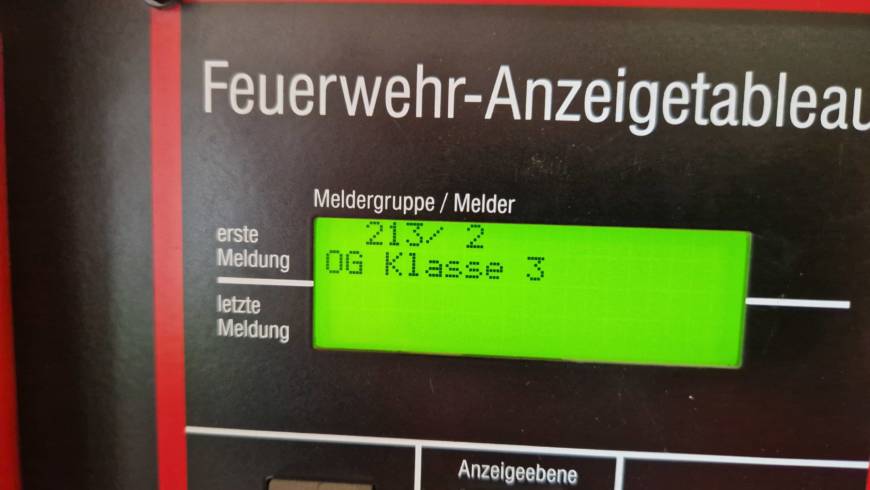 Feuerwehr-Anzeigetableau
Meldergruppe / Melder
erste
Meldung
213/ 2
OG Klasse 3
letzte
Meldung
Anzeigeebene